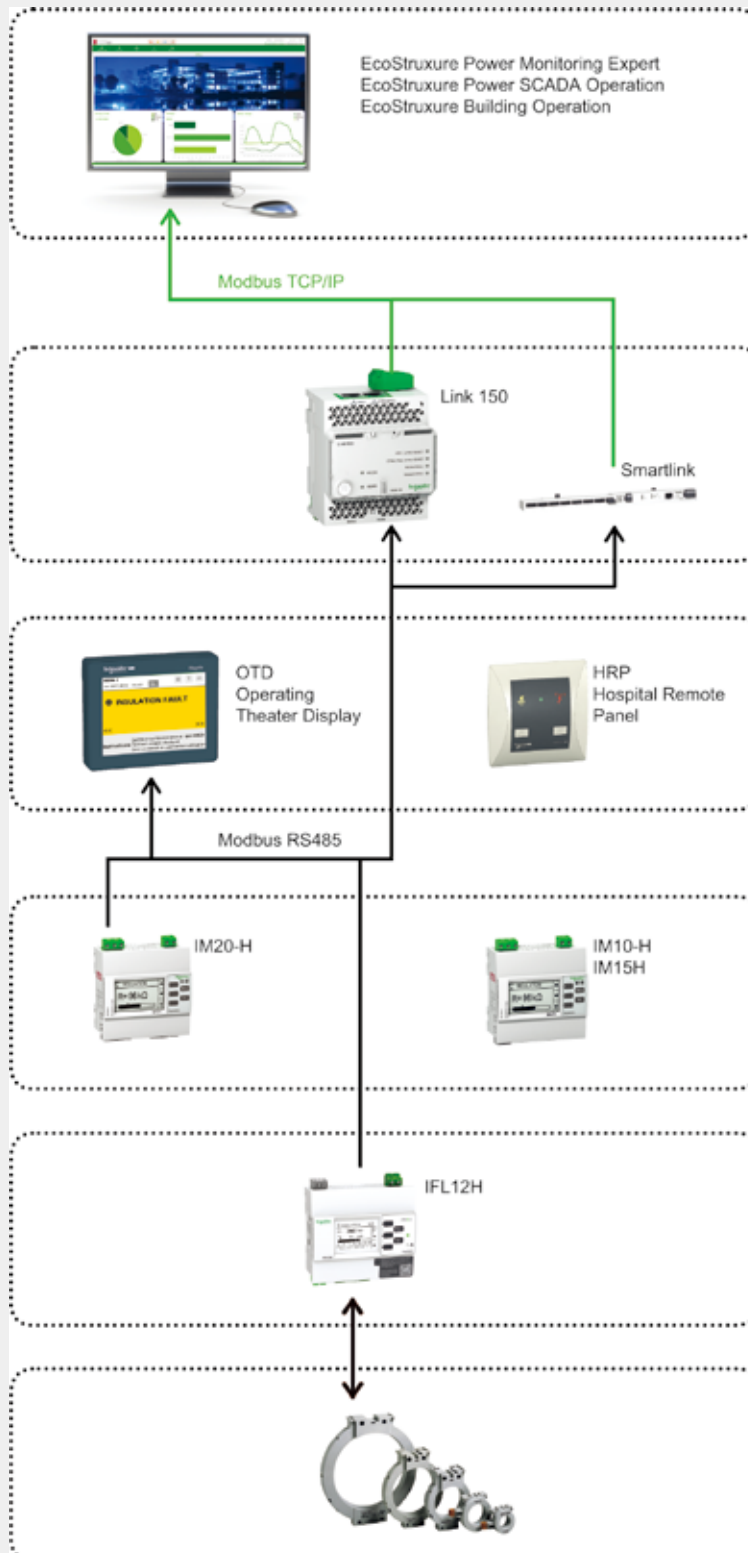 EcoStruxure Power Monitoring Expert
EcoStruxure Power SCADA Operation
EcoStruxure Building Operation
Modbus TCP/IP
Link 150
Smartlink
OTD
Operating
Theater Display
INSULATION FAULT
HRP
Hospital Remote
Panel
Modbus RS485
IM20-H
IM10-H
IM15H
IFL12H